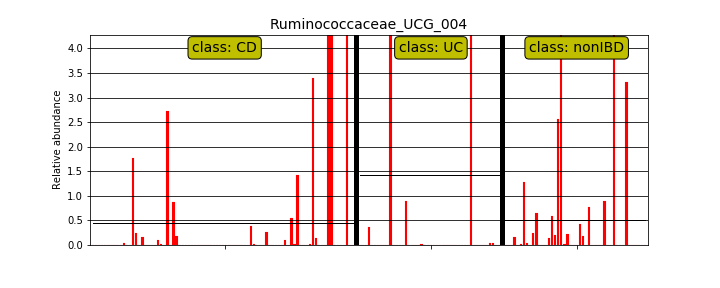 Ruminococcaceae_UCG_004
class: CD
class: UC
class: nonIBD
Relative abundance
4.0
3.5
3.0
2.5
2.0
1.5
1.0
0.5
0.0